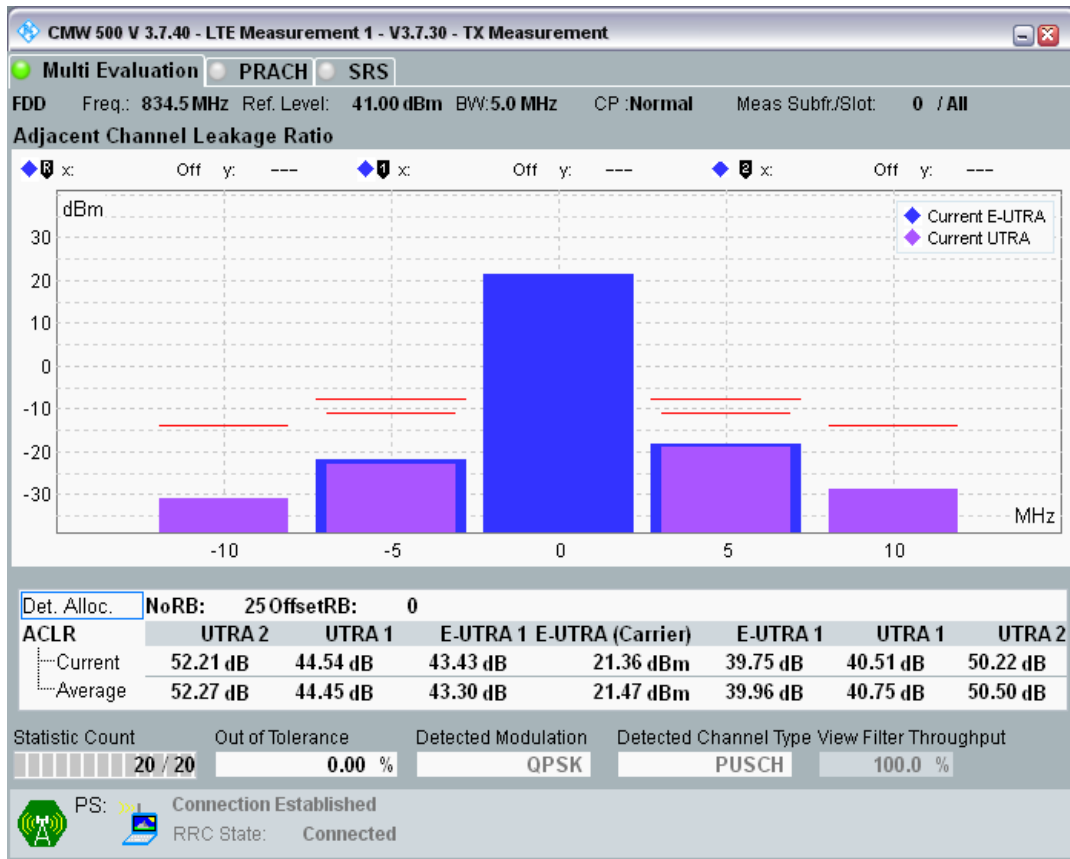 CMW 500 V 3.7.40 - LTE Measurement 1 - V3.7.30 - TX Measurement
Multi Evaluation PRACH SRS
FDD Freq.: 834.5 MHz Ref. Level: 41.00 dBm BW:5.0 MHz CP :Normal Meas Subfr./Slot: 0 / All
Adjacent Channel Leakage Ratio
R x: Off y: --- 1 x: Off y: --- 2 x: Off y: ---
dBm
Current E-UTRA
Current UTRA
30
20
10
0
-10
-20
-30
MHz
-10 -5 0 5 10
Det. Alloc. NoRB: 25 OffsetRB: 0
ACLR UTRA 2 UTRA 1 E-UTRA 1 E-UTRA (Carrier) E-UTRA 1 UTRA 1 UTRA 2
Current 52.21 dB 44.54 dB 43.43 dB 21.36 dBm 39.75 dB 40.51 dB 50.22 dB
Average 52.27 dB 44.45 dB 43.30 dB 21.47 dBm 39.96 dB 40.75 dB 50.50 dB
Statistic Count Out of Tolerance Detected Modulation Detected Channel Type View Filter Throughput
20 / 20 0.00 % QPSK PUSCH 100.0 %
PS: Connection Established
RRC State: Connected